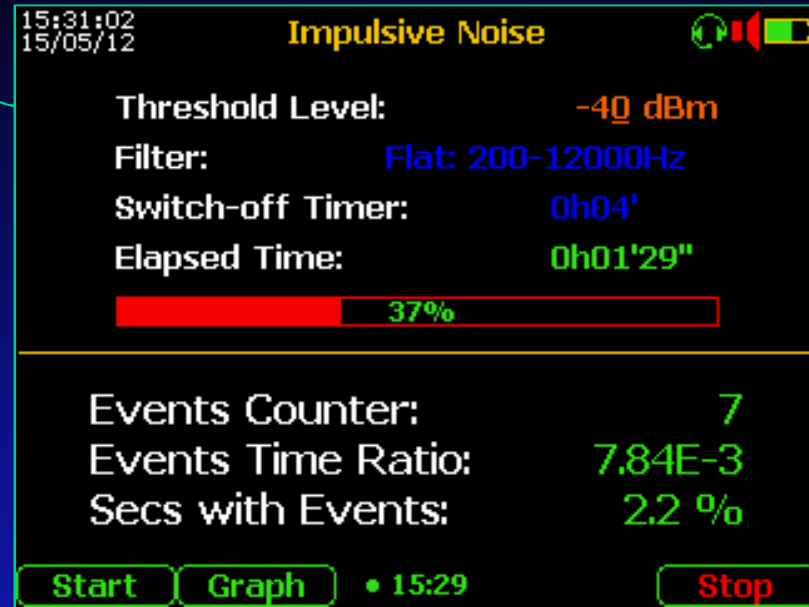 15:31:02
15/05/12
Impulsive Noise
Threshold Level: -40 dBm
Filter: Flat: 200-12000Hz
Switch-off Timer: 0h04'
Elapsed Time: 0h01'29"
37%
Events Counter: 7
Events Time Ratio: 7.84E-3
Secs with Events: 2.2 %
Start Graph • 15:29 Stop